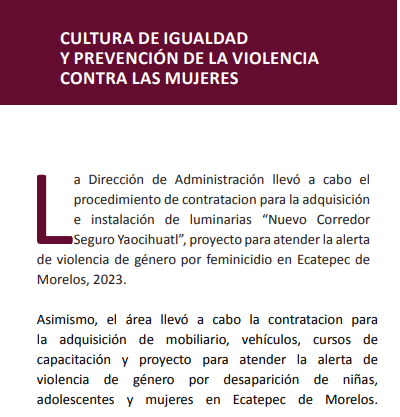 CULTURA DE IGUALDAD
Y PREVENCIÓN DE LA VIOLENCIA
CONTRA LAS MUJERES
La Dirección de Administración llevó a cabo el
procedimiento de contratacion para la adquisición
e instalación de luminarias “Nuevo Corredor
Seguro Yaocihuatl”, proyecto para atender la alerta
de violencia de género por feminicidio en Ecatepec de
Morelos, 2023.
Asimismo, el área llevó a cabo la contratacion para
la adquisición de mobiliario, vehículos, cursos de
capacitación y proyecto para atender la alerta de
violencia de género por desaparición de niñas,
adolescentes y mujeres en Ecatepec de Morelos.